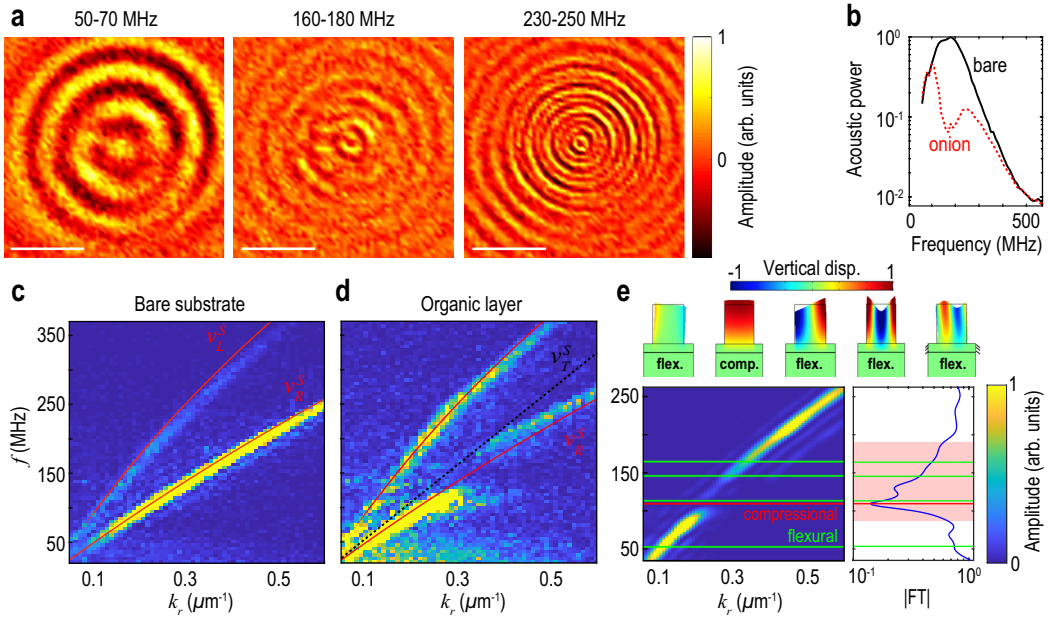 a
50-70 MHz
160-180 MHz
230-250 MHz
1
0
Amplitude (arb. units)
b
10⁰
10⁻¹
10⁻²
Acoustic power
bare
onion
0
500
Frequency (MHz)
c
Bare substrate
350
250
150
50
f (MHz)
ν_L^S
ν_R^S
0.1
0.3
0.5
k_r (μm⁻¹)
d
Organic layer
ν_T^S
ν_R^S
0.1
0.3
0.5
k_r (μm⁻¹)
e
-1 Vertical disp. 1
flex.
comp.
flex.
flex.
flex.
250
150
50
compressional
flexural
0.1
0.3
0.5
k_r (μm⁻¹)
10⁻¹
10⁰
|FT|
1
0
Amplitude (arb. units)